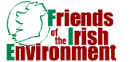 Friends
of the Irish
Environment